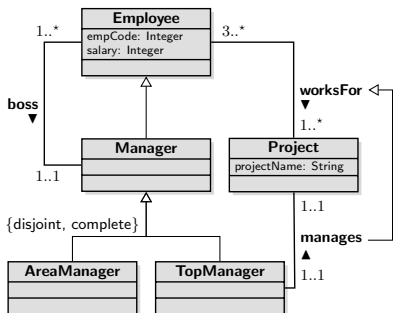 Employee
1..*
3..*
empCode: Integer
salary: Integer
worksFor
boss
▼
▼
1..*
Manager
Project
projectName: String
1..1
1..1
{disjoint, complete}
manages
▲
AreaManager
TopManager
1..1